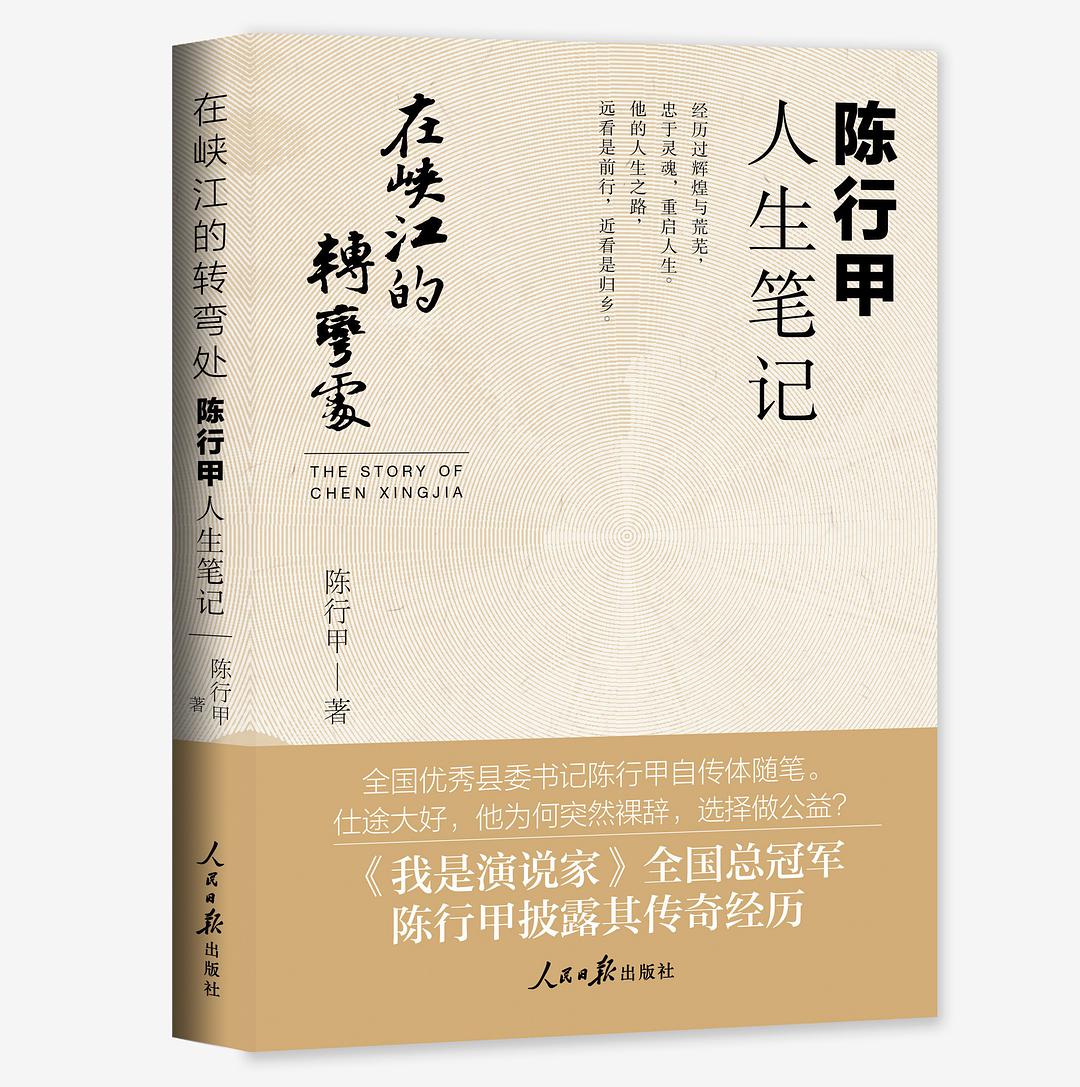 陈行甲
人生笔记
经历过辉煌与荒芜，
忠于灵魂，重启人生。
他的人生之路，
远看是前行，近看是归乡。
在峡江的
轉彎處
THE STORY OF
CHEN XINGJIA
陈行甲—著
全国优秀县委书记陈行甲自传体随笔。
仕途大好，他为何突然裸辞，选择做公益？
《我是演说家》全国总冠军
陈行甲披露其传奇经历
人民日报出版社
在峡江的转弯处
陈行甲人生笔记
陈行甲
著
人民日报出版社